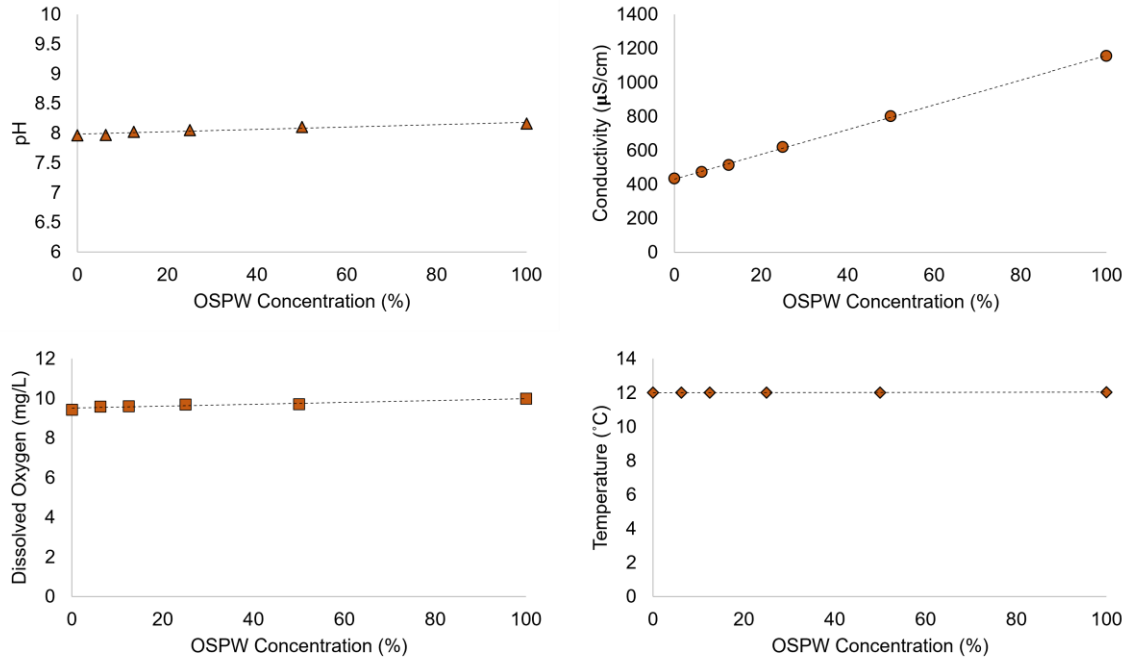 pH
10
9.5
9
8.5
8
7.5
7
6.5
6
0 20 40 60 80 100
OSPW Concentration (%)
Conductivity (µS/cm)
1400
1200
1000
800
600
400
200
0
0 20 40 60 80 100
OSPW Concentration (%)
Dissolved Oxygen (mg/L)
12
10
8
6
4
2
0
0 20 40 60 80 100
OSPW Concentration (%)
Temperature (˚C)
14
12
10
8
6
4
2
0
0 20 40 60 80 100
OSPW Concentration (%)